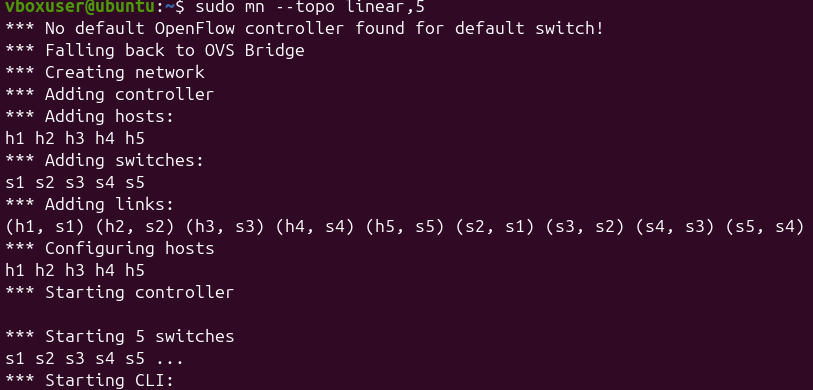 vboxuser@ubuntu:~$ sudo mn --topo linear,5
*** No default OpenFlow controller found for default switch!
*** Falling back to OVS Bridge
*** Creating network
*** Adding controller
*** Adding hosts:
h1 h2 h3 h4 h5
*** Adding switches:
s1 s2 s3 s4 s5
*** Adding links:
(h1, s1) (h2, s2) (h3, s3) (h4, s4) (h5, s5) (s2, s1) (s3, s2) (s4, s3) (s5, s4)
*** Configuring hosts
h1 h2 h3 h4 h5
*** Starting controller

*** Starting 5 switches
s1 s2 s3 s4 s5 ...
*** Starting CLI: